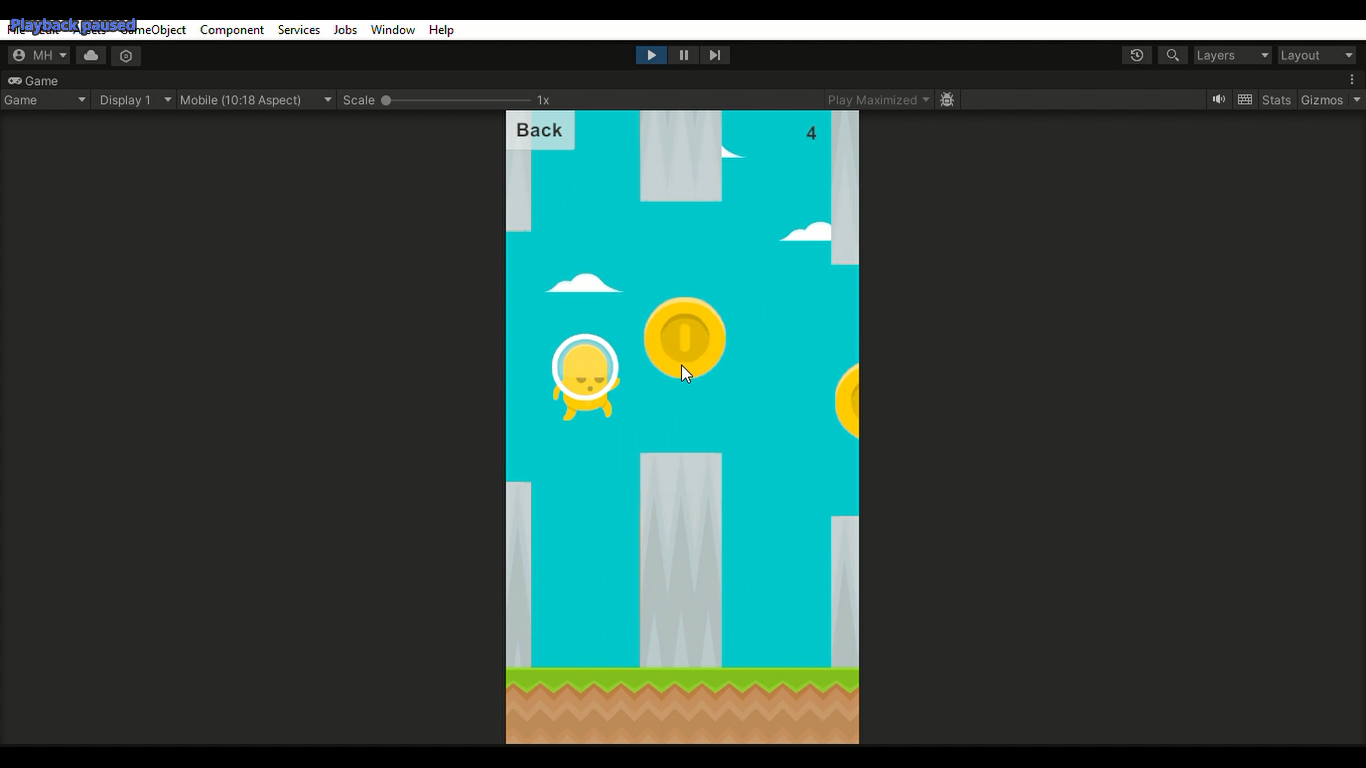 Playback paused
File Edit Assets GameObject Component Services Jobs Window Help
MH Layers Layout
Game
Game Display 1 Mobile (10:18 Aspect) Scale 1x Play Maximized Stats Gizmos
Back 4